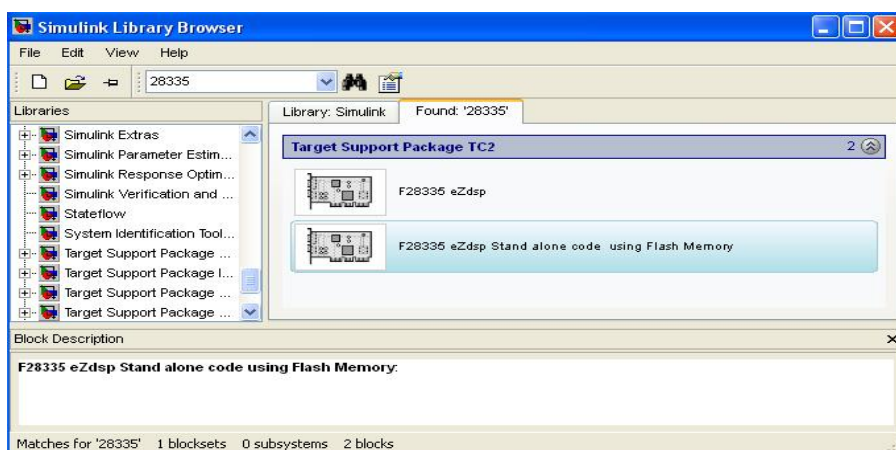 Simulink Library Browser
File Edit View Help
28335
Libraries
Simulink Extras
Simulink Parameter Estim...
Simulink Response Optim...
Simulink Verification and ...
Stateflow
System Identification Tool...
Target Support Package ...
Target Support Package I...
Target Support Package ...
Target Support Package ...
Library: Simulink Found: '28335'
Target Support Package TC2 2
F28335 eZdsp
F28335 eZdsp Stand alone code using Flash Memory
Block Description
F28335 eZdsp Stand alone code using Flash Memory:
Matches for '28335' 1 blocksets 0 subsystems 2 blocks